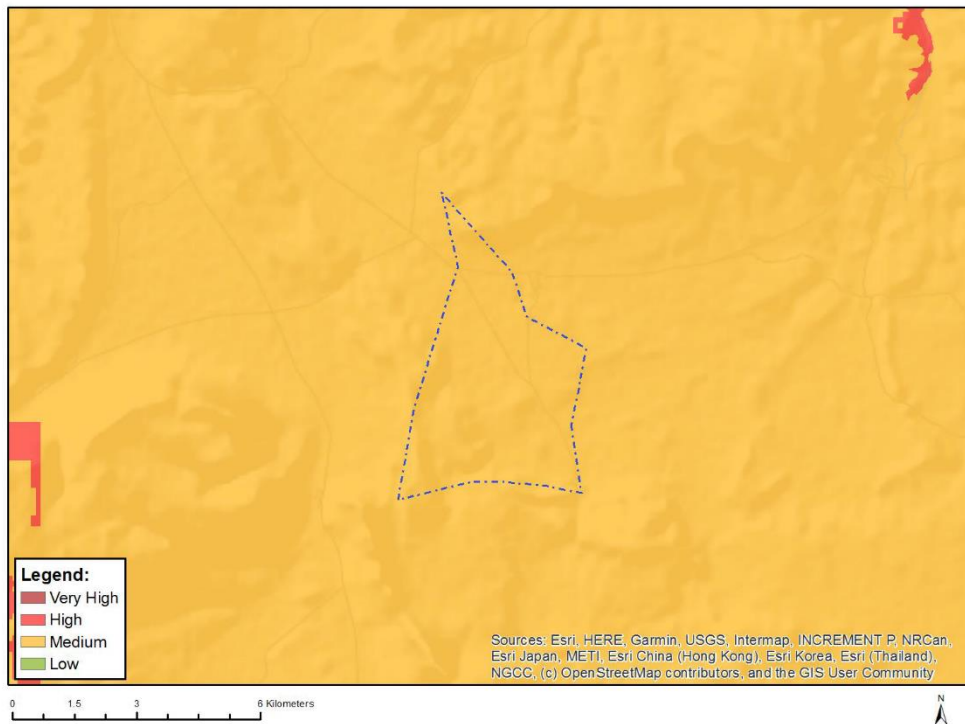 Legend:
Very High
High
Medium
Low
Sources: Esri, HERE, Garmin, USGS, Intermap, INCREMENT P, NRCan,
Esri Japan, METI, Esri China (Hong Kong), Esri Korea, Esri (Thailand),
NGCC, (c) OpenStreetMap contributors, and the GIS User Community
0 1.5 3 6 Kilometers
N